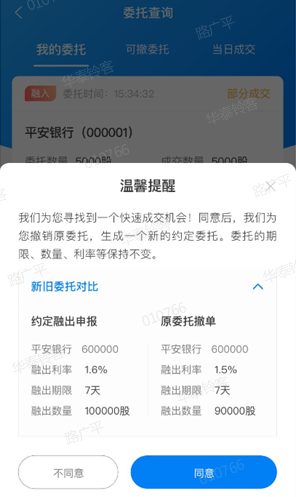 委托查询
我的委托 可撤委托 当日成交
融入 委托时间：15:34:32 部分成交
平安银行（000001）
委托数量 5000股 成交数量 5000股
温馨提醒
我们为您寻找到一个快速成交机会！同意后，我们为
您撤销原委托，生成一个新的约定委托。委托的期
限、数量、利率等保持不变。
新旧委托对比
约定融出申报 原委托撤单
平安银行 600000 平安银行 600000
融出利率 1.6% 融出利率 1.6%
融出期限 7天 融出期限 7天
融出数量 100000股 融出数量 90000股
不同意 同意
路广平
010766
华泰铃客